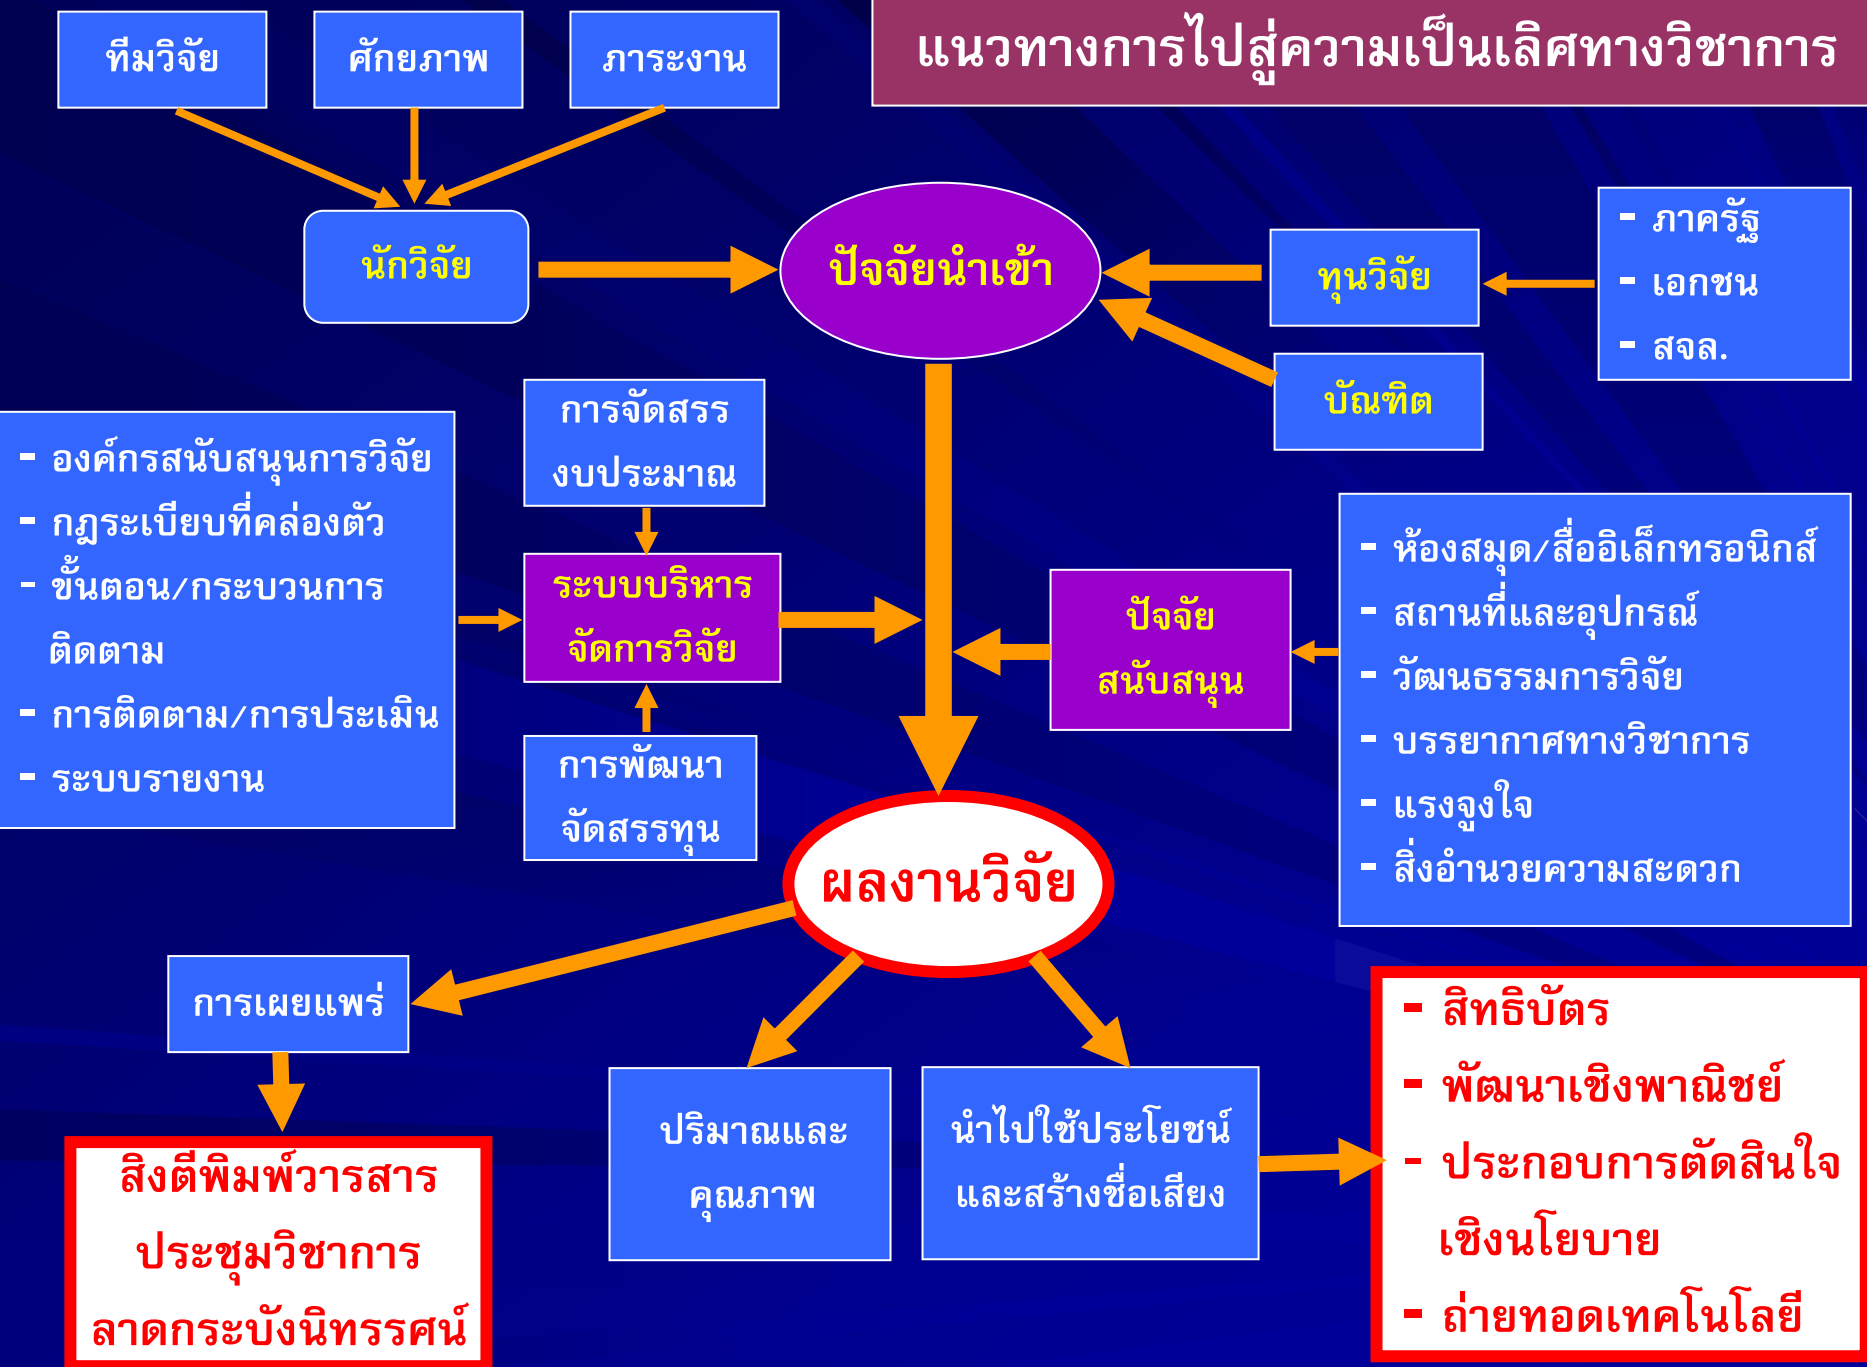 แนวทางการไปสู่ความเป็นเลิศทางวิชาการ
ทีมวิจัย
ศักยภาพ
ภาระงาน
นักวิจัย
ปัจจัยนำเข้า
ทุนวิจัย
- ภาครัฐ
- เอกชน
- สจล.
บัณฑิต
การจัดสรร
งบประมาณ
- องค์กรสนับสนุนการวิจัย
- กฎระเบียบที่คล่องตัว
- ขั้นตอน/กระบวนการ
ติดตาม
- การติดตาม/การประเมิน
- ระบบรายงาน
ระบบบริหาร
จัดการวิจัย
การพัฒนา
จัดสรรทุน
ปัจจัย
สนับสนุน
- ห้องสมุด/สื่ออิเล็กทรอนิกส์
- สถานที่และอุปกรณ์
- วัฒนธรรมการวิจัย
- บรรยากาศทางวิชาการ
- แรงจูงใจ
- สิ่งอำนวยความสะดวก
ผลงานวิจัย
การเผยแพร่
สิงตีพิมพ์วารสาร
ประชุมวิชาการ
ลาดกระบังนิทรรศน์
ปริมาณและ
คุณภาพ
นำไปใช้ประโยชน์
และสร้างชื่อเสียง
- สิทธิบัตร
- พัฒนาเชิงพาณิชย์
- ประกอบการตัดสินใจ
เชิงนโยบาย
- ถ่ายทอดเทคโนโลยี